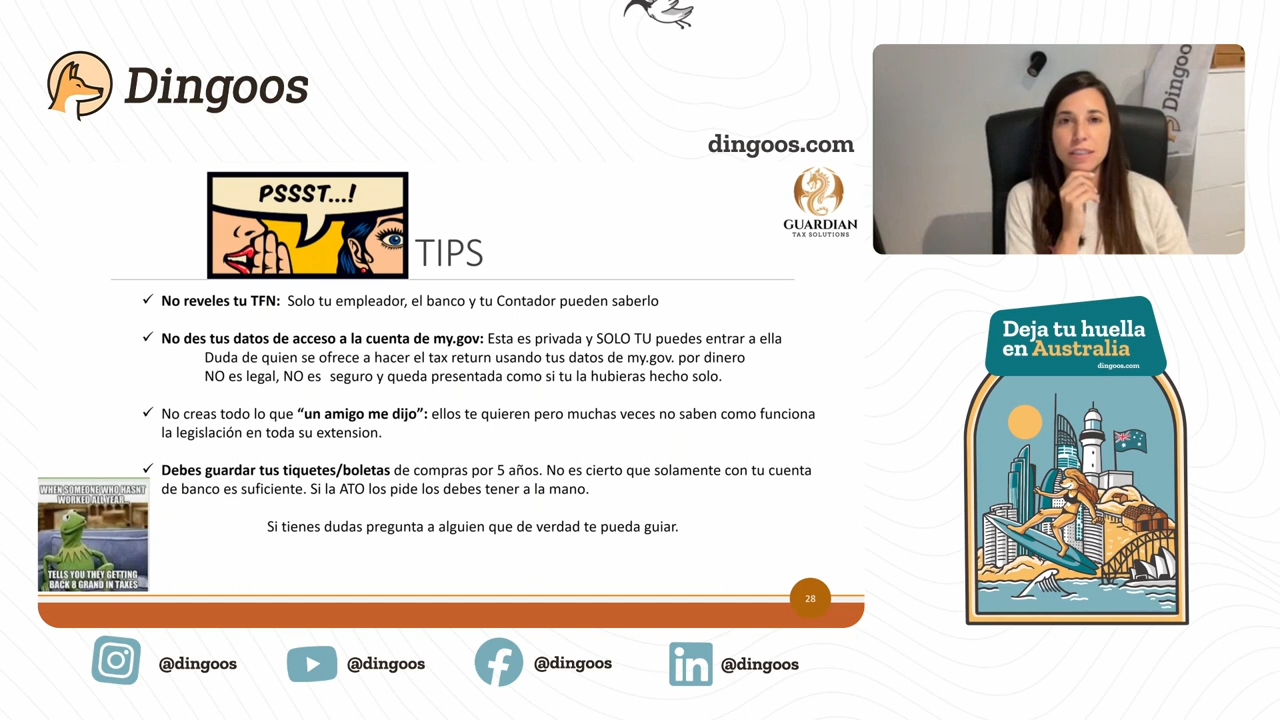 Dingoos
dingoos.com
Dingoos
PSSST...!
TIPS
GUARDIAN
TAX SOLUTIONS
✓ No reveles tu TFN: Solo tu empleador, el banco y tu Contador pueden saberlo
✓ No des tus datos de acceso a la cuenta de my.gov: Esta es privada y SOLO TU puedes entrar a ella
Duda de quien se ofrece a hacer el tax return usando tus datos de my.gov. por dinero
NO es legal, NO es seguro y queda presentada como si tu la hubieras hecho solo.
✓ No creas todo lo que “un amigo me dijo”: ellos te quieren pero muchas veces no saben como funciona
la legislación en toda su extension.
✓ Debes guardar tus tiquetes/boletas de compras por 5 años. No es cierto que solamente con tu cuenta
de banco es suficiente. Si la ATO los pide los debes tener a la mano.
Si tienes dudas pregunta a alguien que de verdad te pueda guiar.
WHEN SOMEONE WHO HASNT
WORKED ALL YEAR...
TELLS YOU THEY GETTING
BACK 8 GRAND IN TAXES
28
Deja tu huella
en Australia
dingoos.com
@dingoos
@dingoos
@dingoos
@dingoos